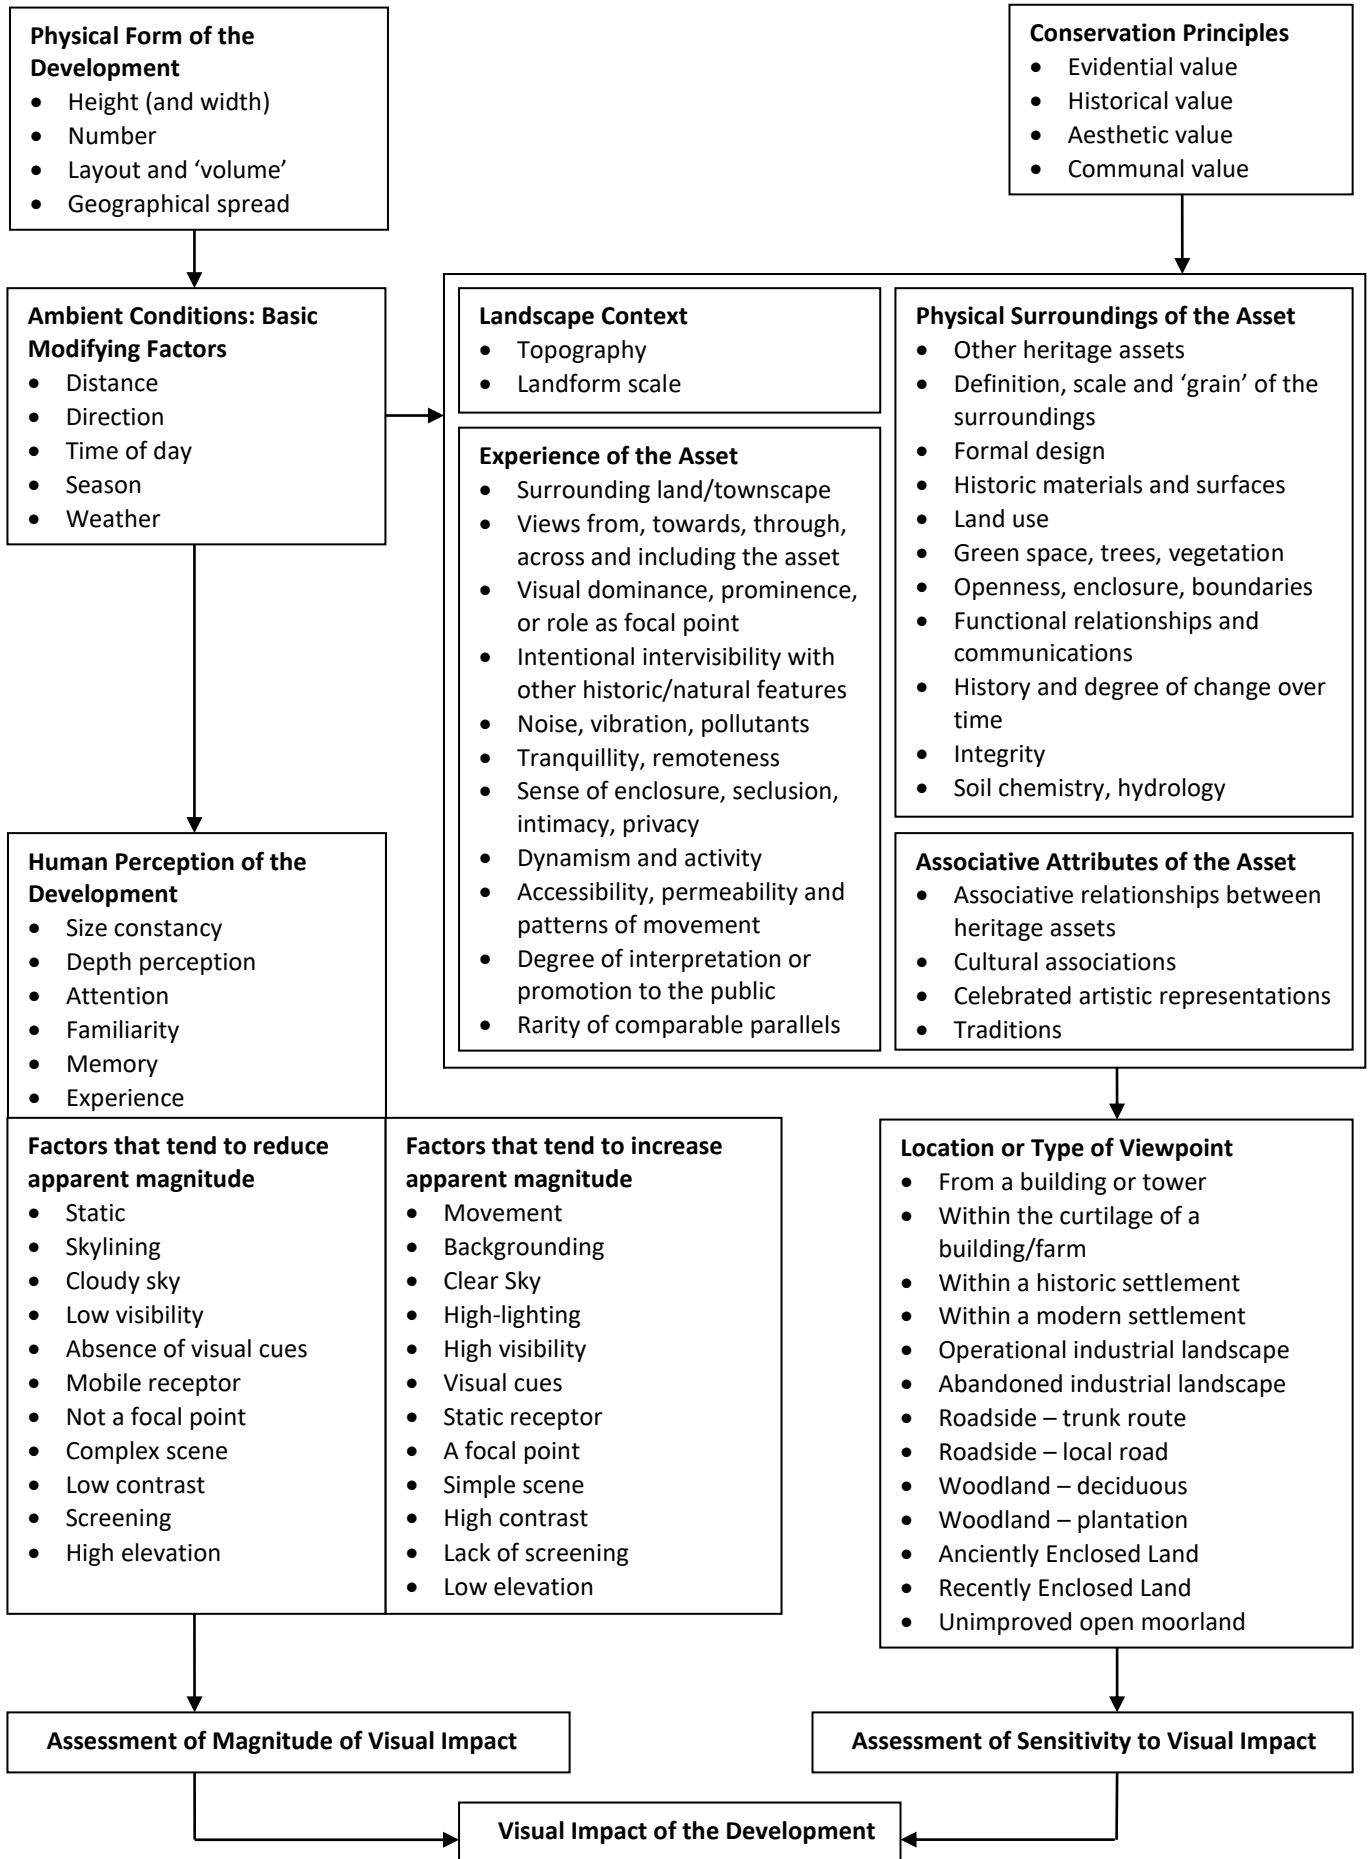 Physical Form of the
Development
• Height (and width)
• Number
• Layout and ‘volume’
• Geographical spread
Conservation Principles
• Evidential value
• Historical value
• Aesthetic value
• Communal value
Ambient Conditions: Basic
Modifying Factors
• Distance
• Direction
• Time of day
• Season
• Weather
Landscape Context
• Topography
• Landform scale
Experience of the Asset
• Surrounding land/townscape
• Views from, towards, through,
across and including the asset
• Visual dominance, prominence,
or role as focal point
• Intentional intervisibility with
other historic/natural features
• Noise, vibration, pollutants
• Tranquillity, remoteness
• Sense of enclosure, seclusion,
intimacy, privacy
• Dynamism and activity
• Accessibility, permeability and
patterns of movement
• Degree of interpretation or
promotion to the public
• Rarity of comparable parallels
Physical Surroundings of the Asset
• Other heritage assets
• Definition, scale and ‘grain’ of the
surroundings
• Formal design
• Historic materials and surfaces
• Land use
• Green space, trees, vegetation
• Openness, enclosure, boundaries
• Functional relationships and
communications
• History and degree of change over
time
• Integrity
• Soil chemistry, hydrology
Associative Attributes of the Asset
• Associative relationships between
heritage assets
• Cultural associations
• Celebrated artistic representations
• Traditions
Human Perception of the
Development
• Size constancy
• Depth perception
• Attention
• Familiarity
• Memory
• Experience
Factors that tend to reduce
apparent magnitude
• Static
• Skylining
• Cloudy sky
• Low visibility
• Absence of visual cues
• Mobile receptor
• Not a focal point
• Complex scene
• Low contrast
• Screening
• High elevation
Factors that tend to increase
apparent magnitude
• Movement
• Backgrounding
• Clear Sky
• High-lighting
• High visibility
• Visual cues
• Static receptor
• A focal point
• Simple scene
• High contrast
• Lack of screening
• Low elevation
Location or Type of Viewpoint
• From a building or tower
• Within the curtilage of a
building/farm
• Within a historic settlement
• Within a modern settlement
• Operational industrial landscape
• Abandoned industrial landscape
• Roadside – trunk route
• Roadside – local road
• Woodland – deciduous
• Woodland – plantation
• Anciently Enclosed Land
• Recently Enclosed Land
• Unimproved open moorland
Assessment of Magnitude of Visual Impact
Assessment of Sensitivity to Visual Impact
Visual Impact of the Development